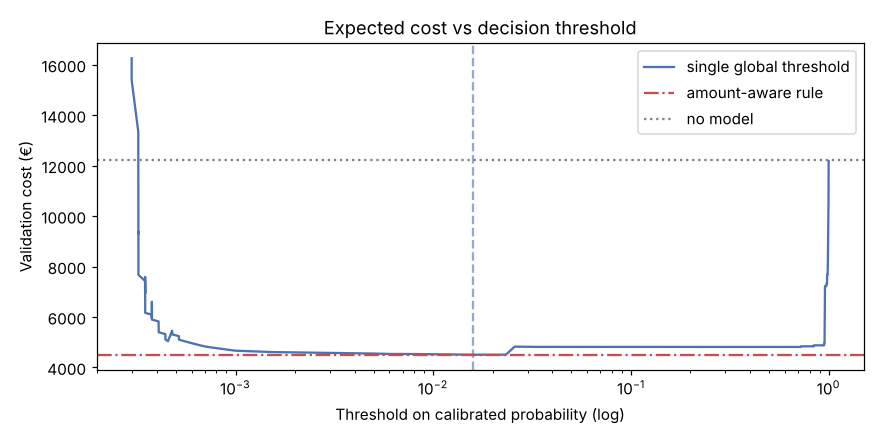 Expected cost vs decision threshold
single global threshold
amount-aware rule
no model
Validation cost (€)
16000
14000
12000
10000
8000
6000
4000
10⁻³
10⁻²
10⁻¹
10⁰
Threshold on calibrated probability (log)